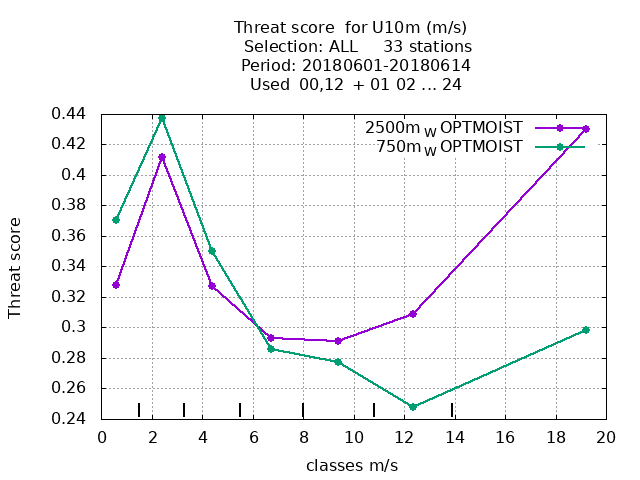 Threat score  for U10m (m/s)
Selection: ALL     33 stations
Period: 20180601-20180614
Used  00,12  + 01 02 ... 24
2500m W OPTMOIST
750m W OPTMOIST
0.44
0.42
0.4
0.38
0.36
0.34
0.32
0.3
0.28
0.26
0.24
Threat score
0 2 4 6 8 10 12 14 16 18 20
classes m/s